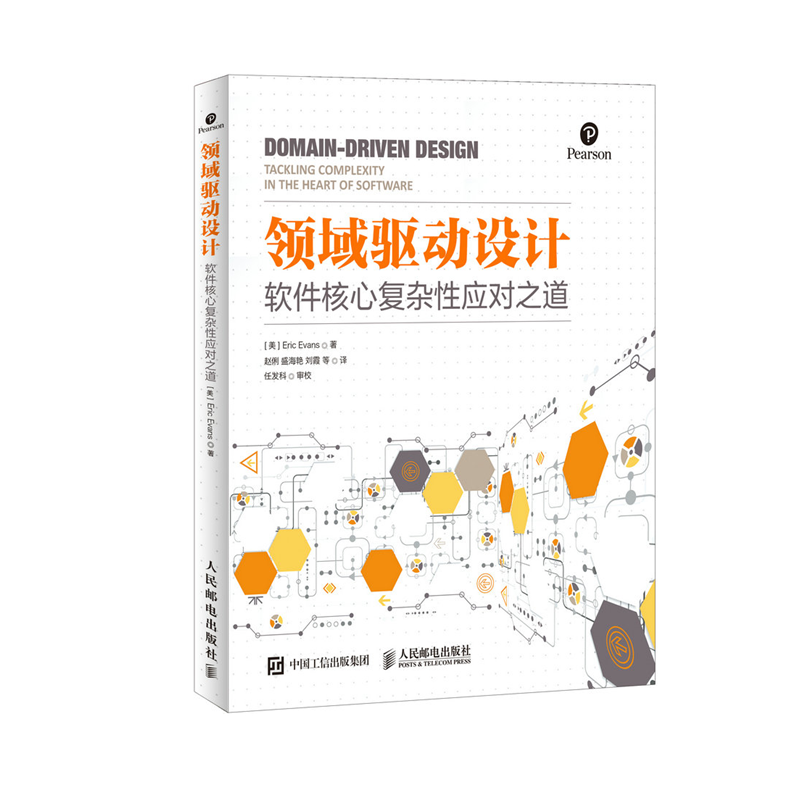 Pearson
领域驱动设计
软件核心复杂性应对之道
[美] Eric Evans ◎ 著
人民邮电出版社
DOMAIN-DRIVEN DESIGN
TACKLING COMPLEXITY
IN THE HEART OF SOFTWARE
Pearson
领域驱动设计
软件核心复杂性应对之道
[美] Eric Evans ◎ 著
赵俐 盛海艳 刘霞 等 ◎ 译
任发科 ◎ 审校
中国工信出版集团
人民邮电出版社
POSTS & TELECOM PRESS